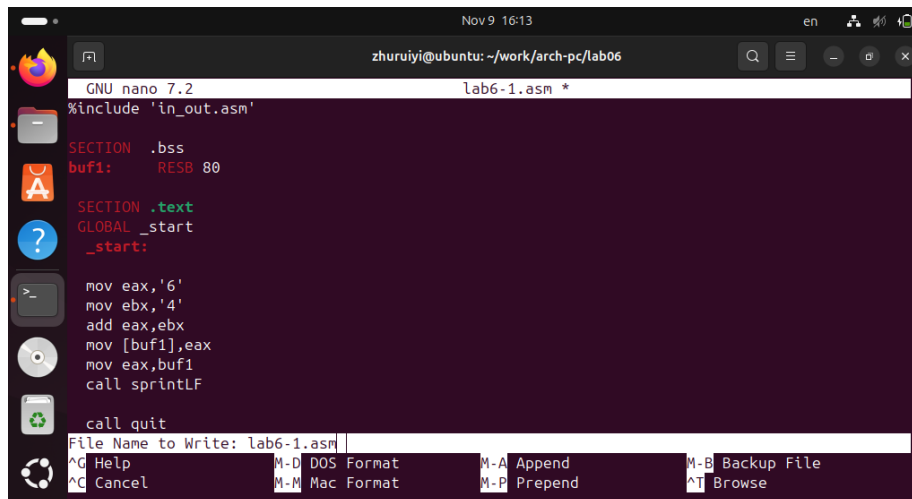 Nov 9 16:13
en
zhuruiyi@ubuntu: ~/work/arch-pc/lab06
GNU nano 7.2 lab6-1.asm *
%include 'in_out.asm'
SECTION .bss
buf1: RESB 80
SECTION .text
GLOBAL _start
_start:
mov eax,'6'
mov ebx,'4'
add eax,ebx
mov [buf1],eax
mov eax,buf1
call sprintLF
call quit
File Name to Write: lab6-1.asm
^G Help M-D DOS Format M-A Append M-B Backup File
^C Cancel M-M Mac Format M-P Prepend ^T Browse